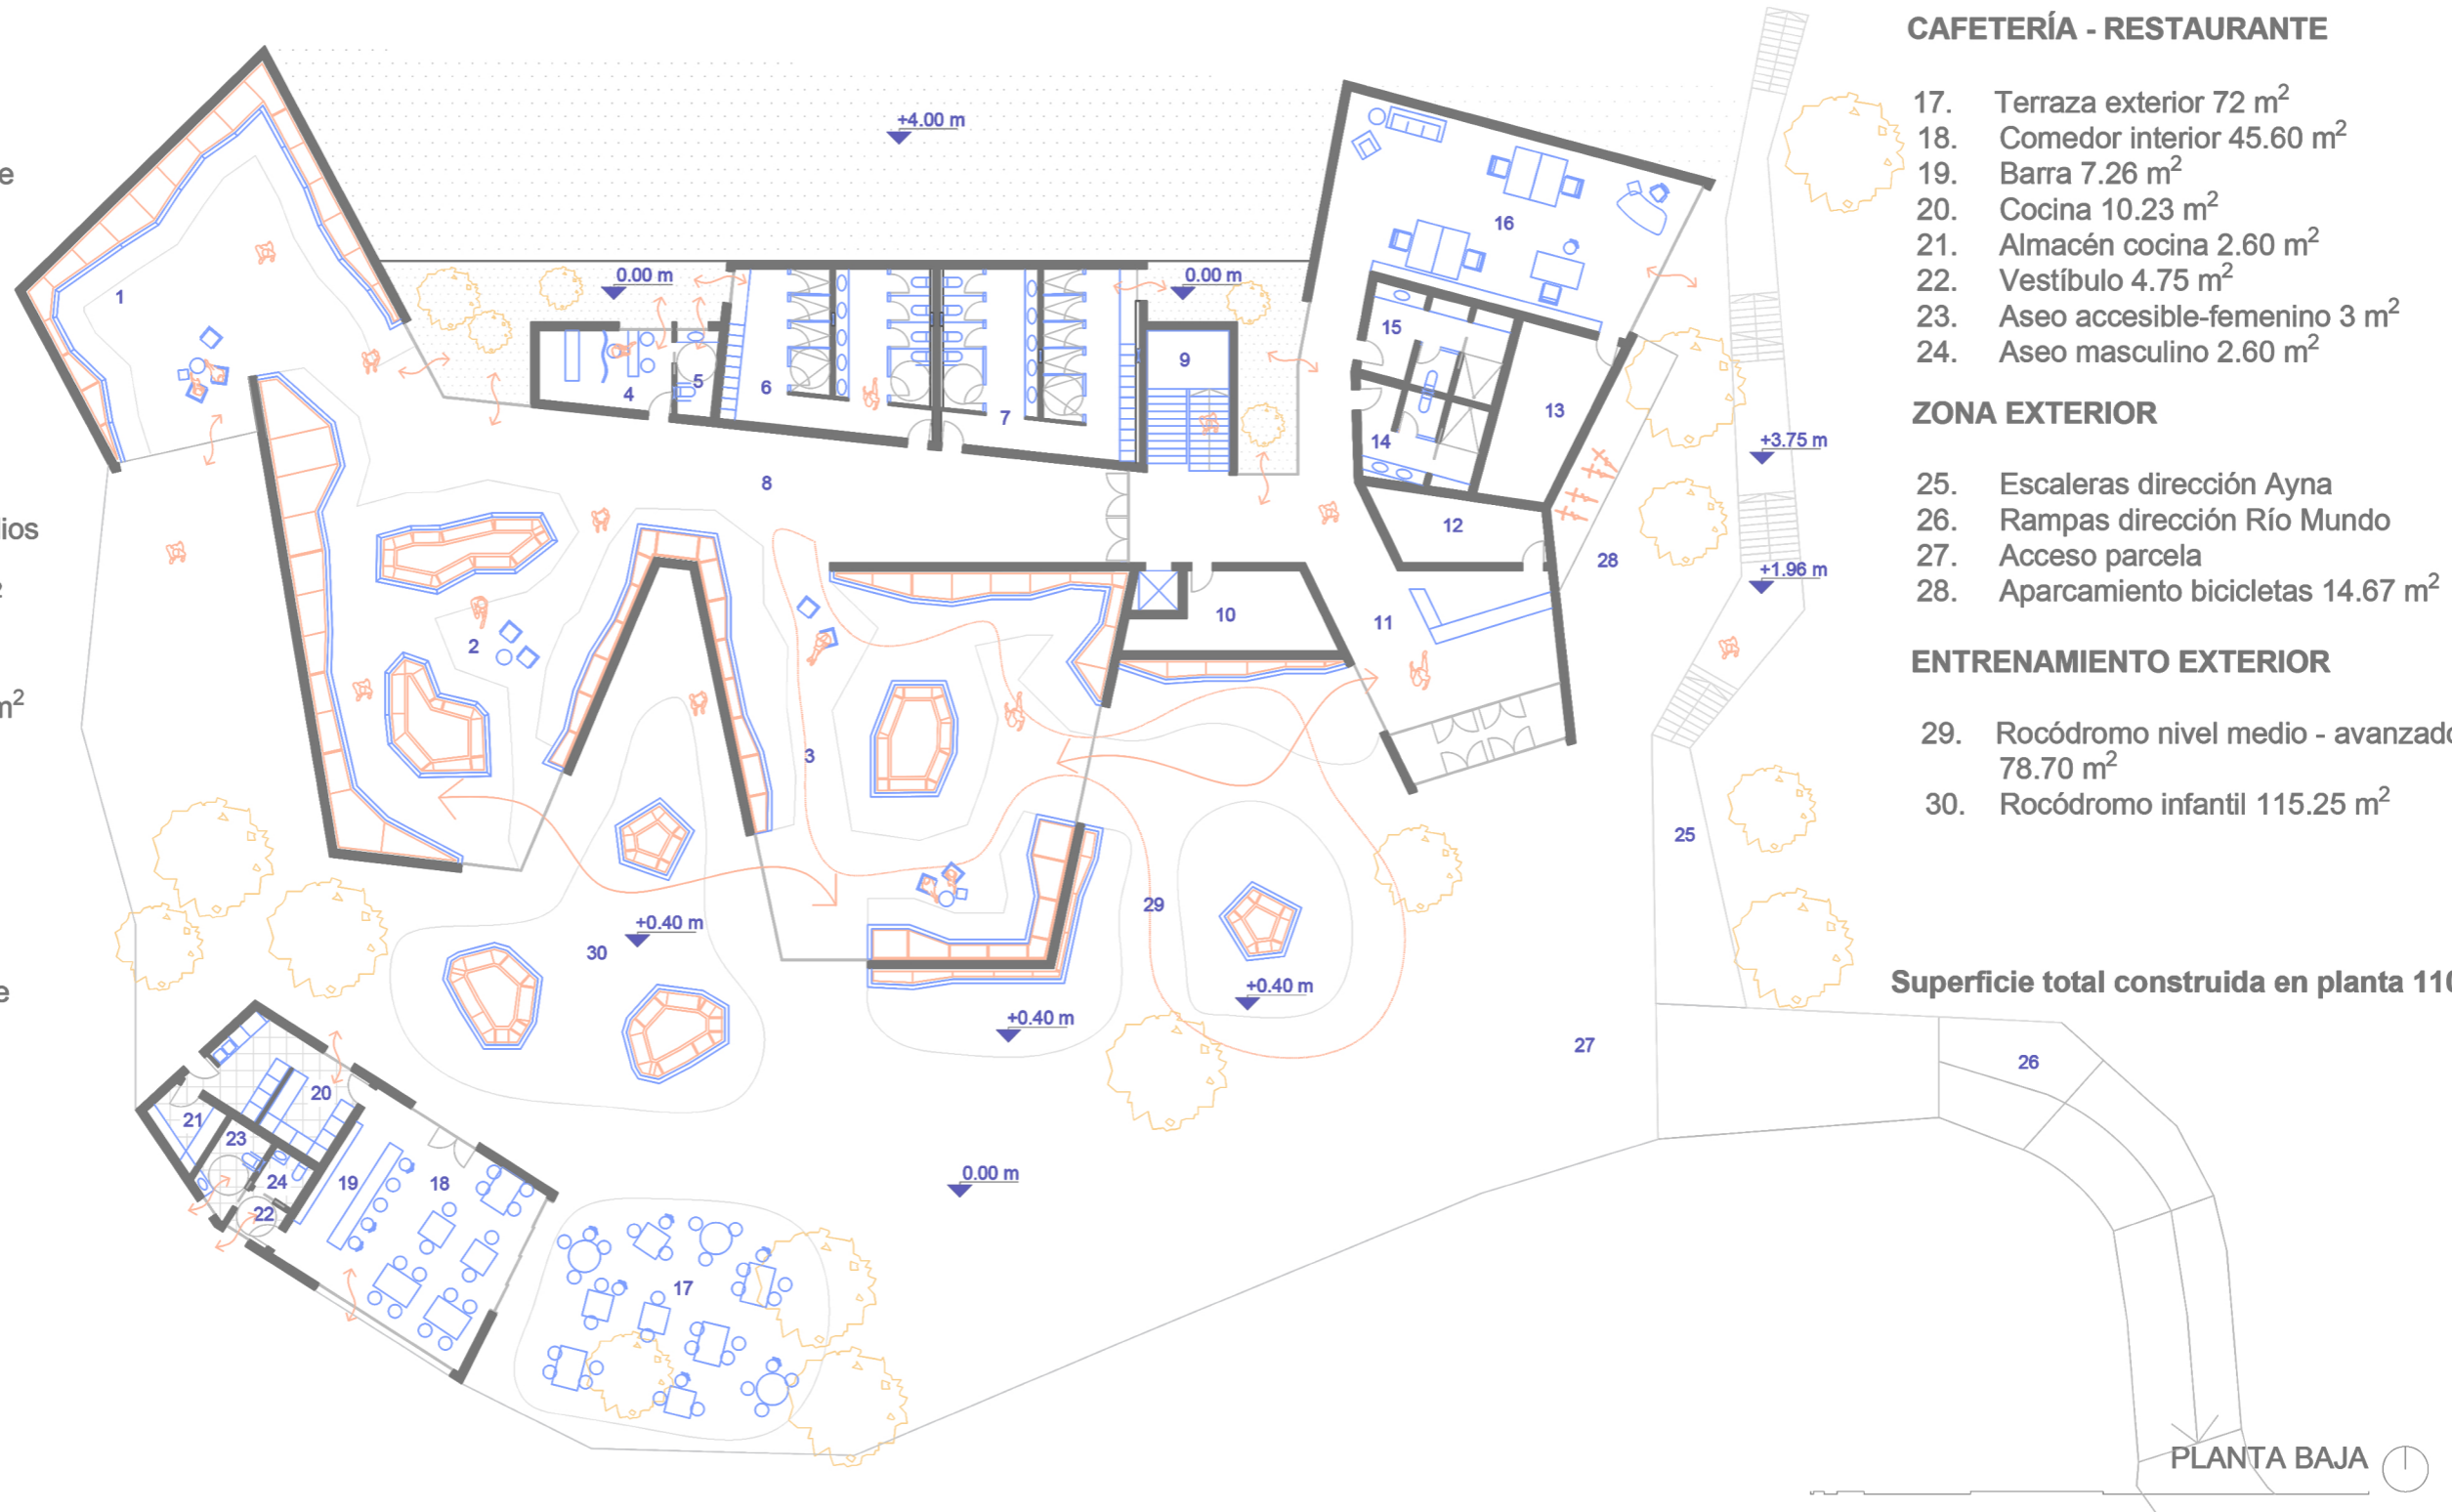 CAFETERÍA - RESTAURANTE
17. Terraza exterior 72 m²
18. Comedor interior 45.60 m²
19. Barra 7.26 m²
20. Cocina 10.23 m²
21. Almacén cocina 2.60 m²
22. Vestíbulo 4.75 m²
23. Aseo accesible-femenino 3 m²
24. Aseo masculino 2.60 m²
ZONA EXTERIOR
25. Escaleras dirección Ayna
26. Rampas dirección Río Mundo
27. Acceso parcela
28. Aparcamiento bicicletas 14.67 m²
ENTRENAMIENTO EXTERIOR
29. Rocódromo nivel medio - avanzado
78.70 m²
30. Rocódromo infantil 115.25 m²
Superficie total construida en planta 110
PLANTA BAJA
e
ios
2
m²
e
+4.00 m
0.00 m
0.00 m
+3.75 m
+1.96 m
+0.40 m
+0.40 m
+0.40 m
0.00 m
1
2
3
4
5
6
7
8
9
10
11
12
13
14
15
16
17
18
19
20
21
22
23
24
25
26
27
28
29
30